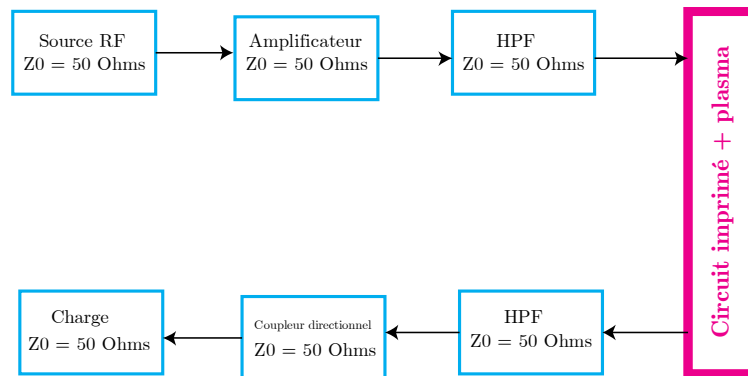 Source RF
Z0 = 50 Ohms
Amplificateur
Z0 = 50 Ohms
HPF
Z0 = 50 Ohms
Circuit imprimé + plasma
Charge
Z0 = 50 Ohms
Coupleur directionnel
Z0 = 50 Ohms
HPF
Z0 = 50 Ohms